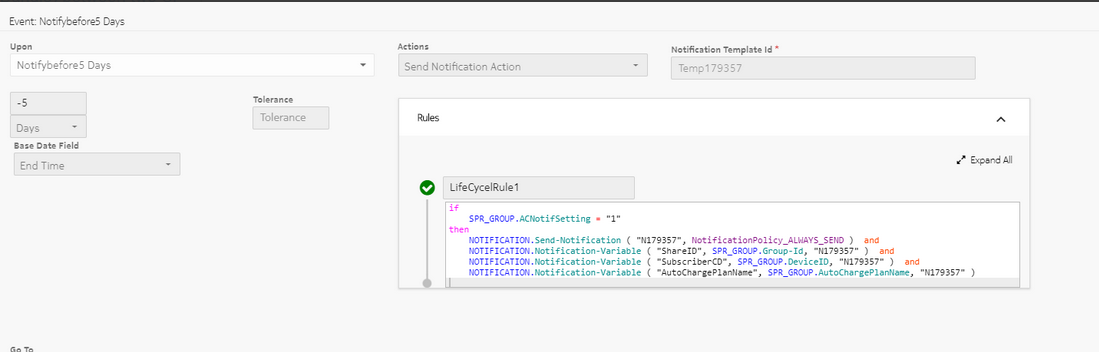 Event: Notifybefore5 Days
Upon
Notifybefore5 Days
Actions
Send Notification Action
Notification Template Id *
Temp179357
-5
Days
Tolerance
Tolerance
Base Date Field
End Time
Rules
Expand All
LifeCycelRule1
if
SPR_GROUP.ACNotifSetting = "1"
then
NOTIFICATION.Send-Notification ( "N179357", NotificationPolicy_ALWAYS_SEND ) and
NOTIFICATION.Notification-Variable ( "ShareID", SPR_GROUP.Group-Id, "N179357" ) and
NOTIFICATION.Notification-Variable ( "SubscriberCD", SPR_GROUP.DeviceID, "N179357" ) and
NOTIFICATION.Notification-Variable ( "AutoChargePlanName", SPR_GROUP.AutoChargePlanName, "N179357" )
Go To